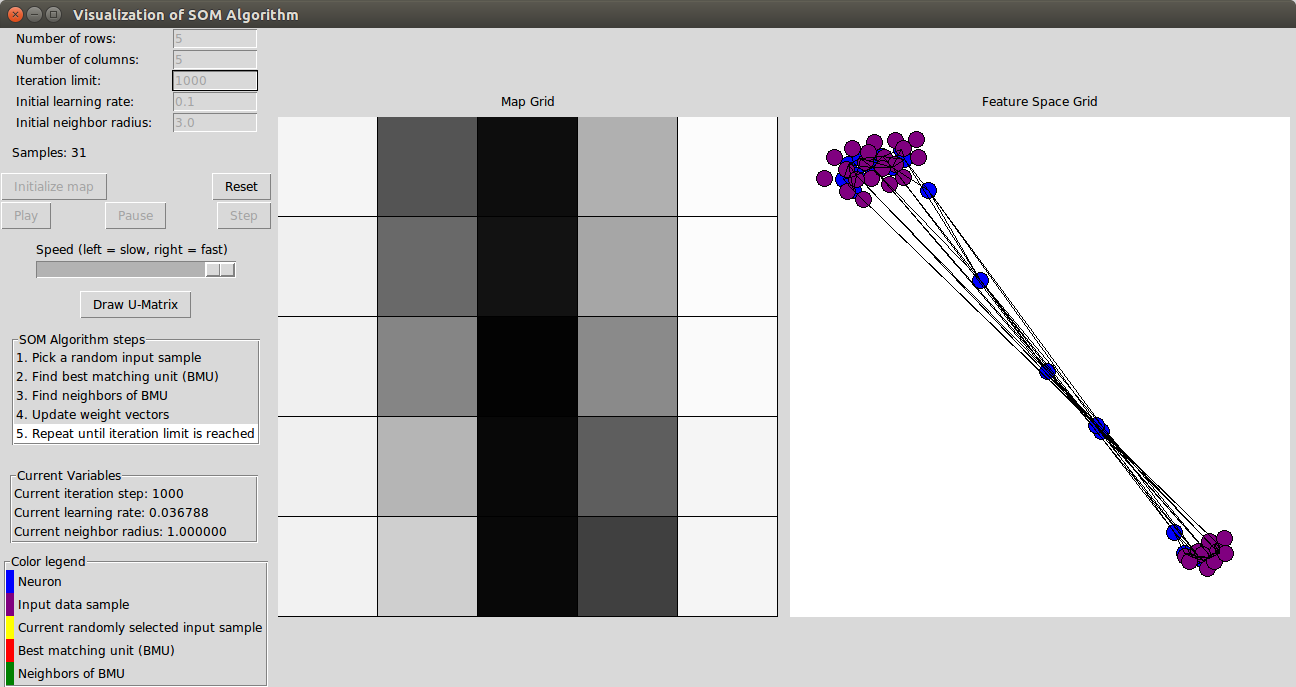 Visualization of SOM Algorithm
Number of rows: 5
Number of columns: 5
Iteration limit: 1000
Initial learning rate: 0.1
Initial neighbor radius: 3.0
Samples: 31
Initialize map Reset
Play Pause Step
Speed (left = slow, right = fast)
Draw U-Matrix
SOM Algorithm steps
1. Pick a random input sample
2. Find best matching unit (BMU)
3. Find neighbors of BMU
4. Update weight vectors
5. Repeat until iteration limit is reached
Current Variables
Current iteration step: 1000
Current learning rate: 0.036788
Current neighbor radius: 1.000000
Color legend
Neuron
Input data sample
Current randomly selected input sample
Best matching unit (BMU)
Neighbors of BMU
Map Grid
Feature Space Grid